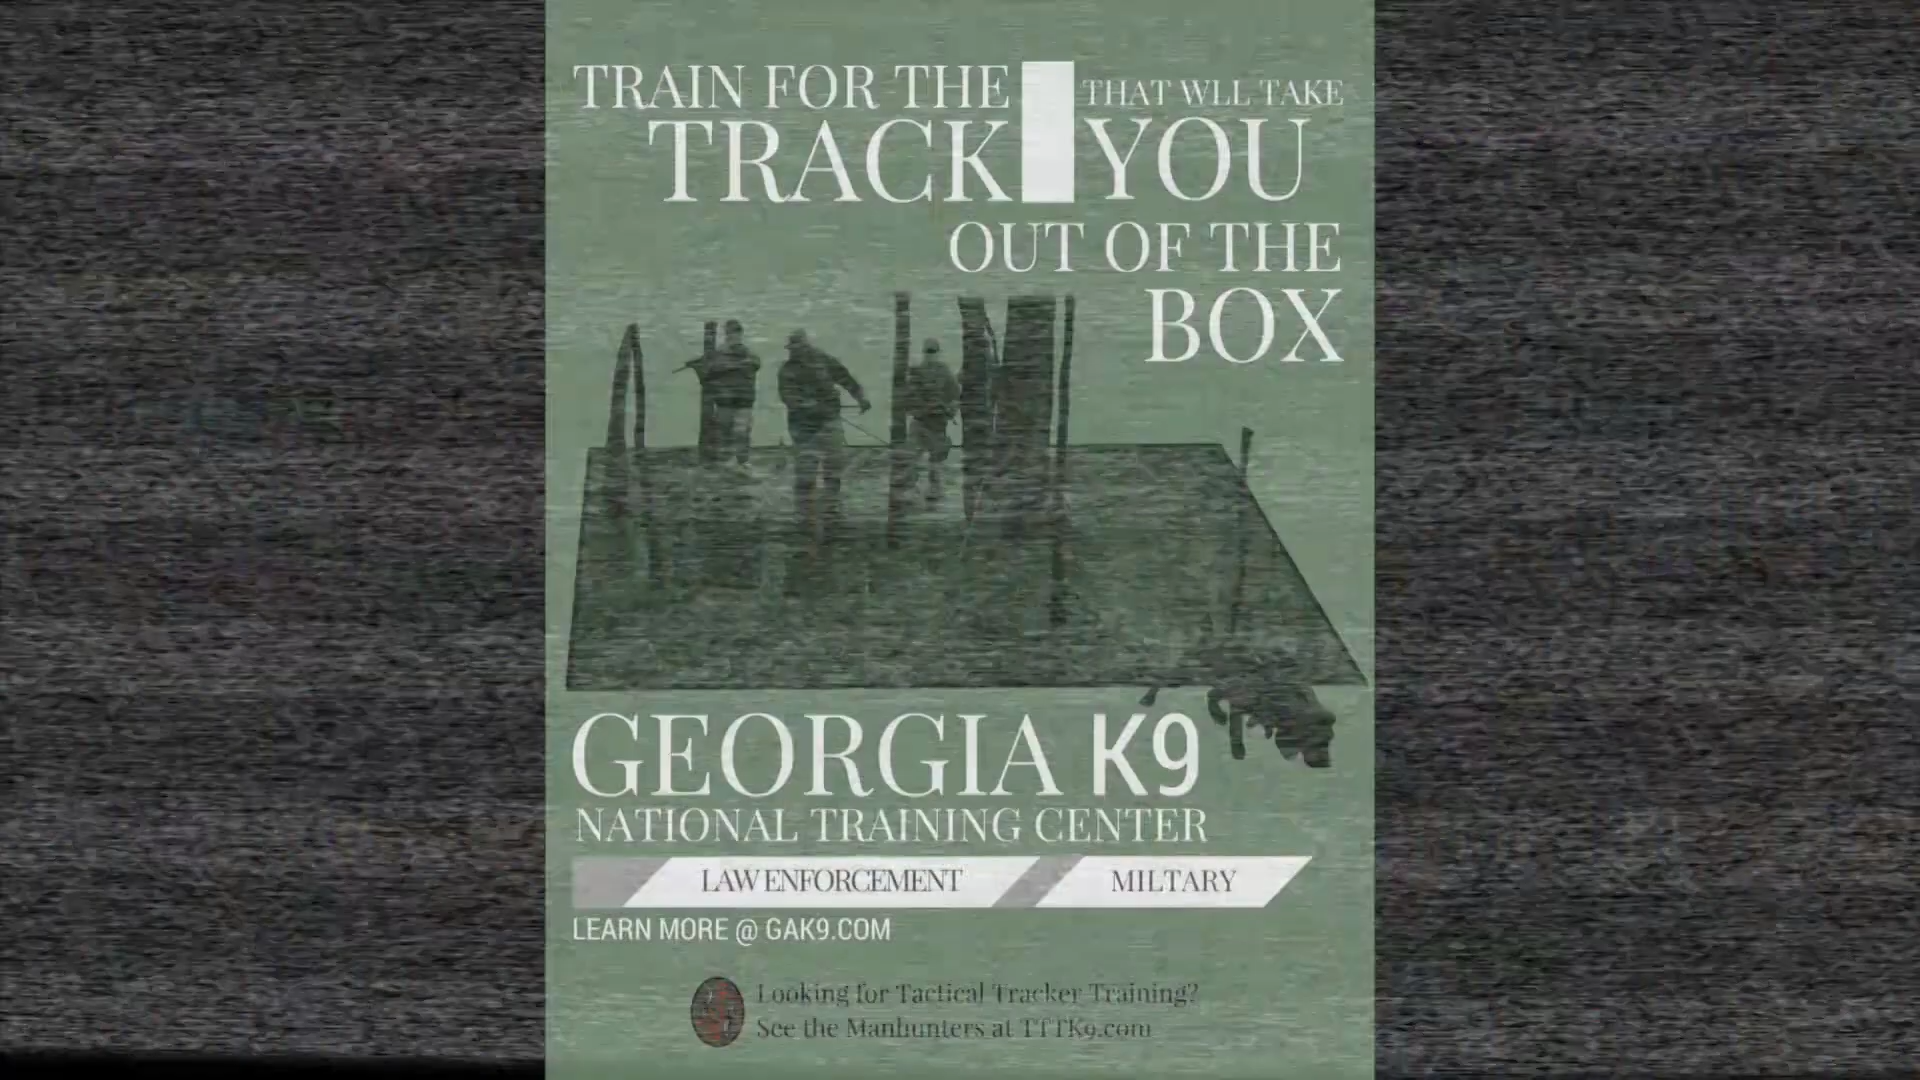 TRAIN FOR THE
TRACK
THAT WLL TAKE
YOU
OUT OF THE
BOX
GEORGIA K9
NATIONAL TRAINING CENTER
LAW ENFORCEMENT
MILTARY
LEARN MORE @ GAK9.COM
Looking for Tactical Tracker Training?
See the Manhunters at TTTK9.com